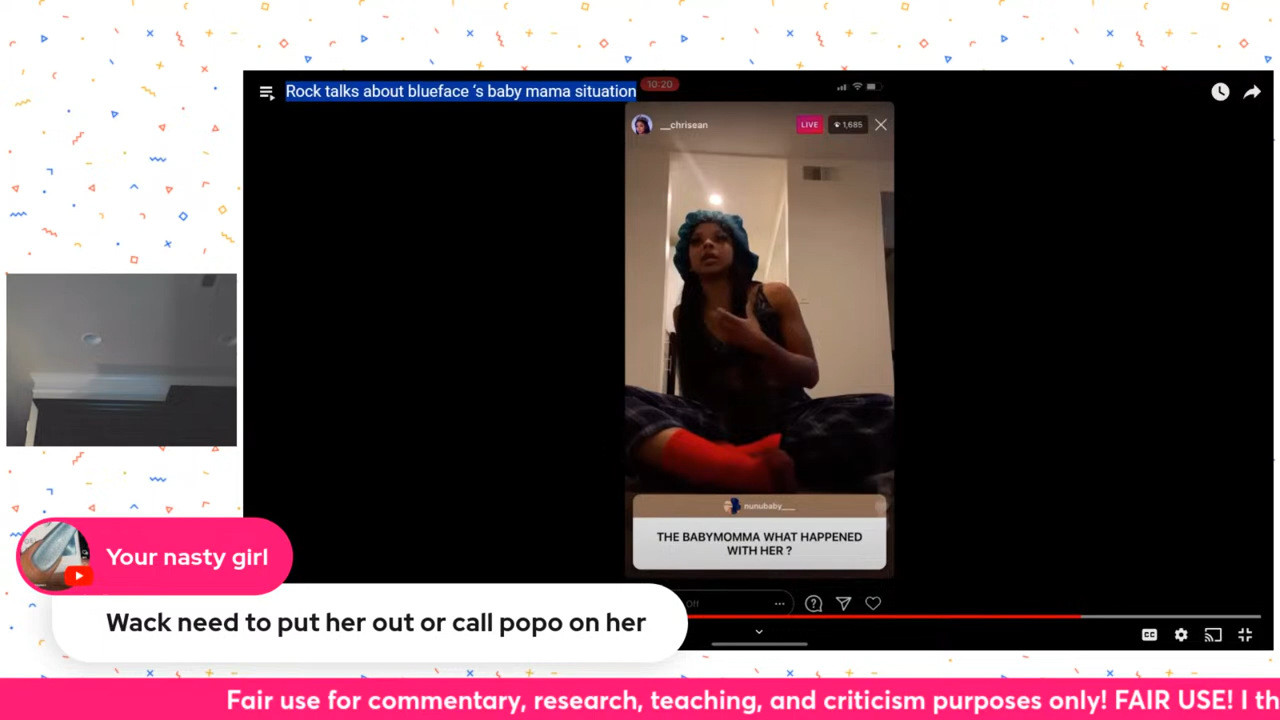 Rock talks about blueface ‘s baby mama situation
10:20
__chrisean
LIVE
1,685
nunubaby___
THE BABYMOMMA WHAT HAPPENED
WITH HER ?
Your nasty girl
Wack need to put her out or call popo on her
Off
CC
Fair use for commentary, research, teaching, and criticism purposes only! FAIR USE! I th